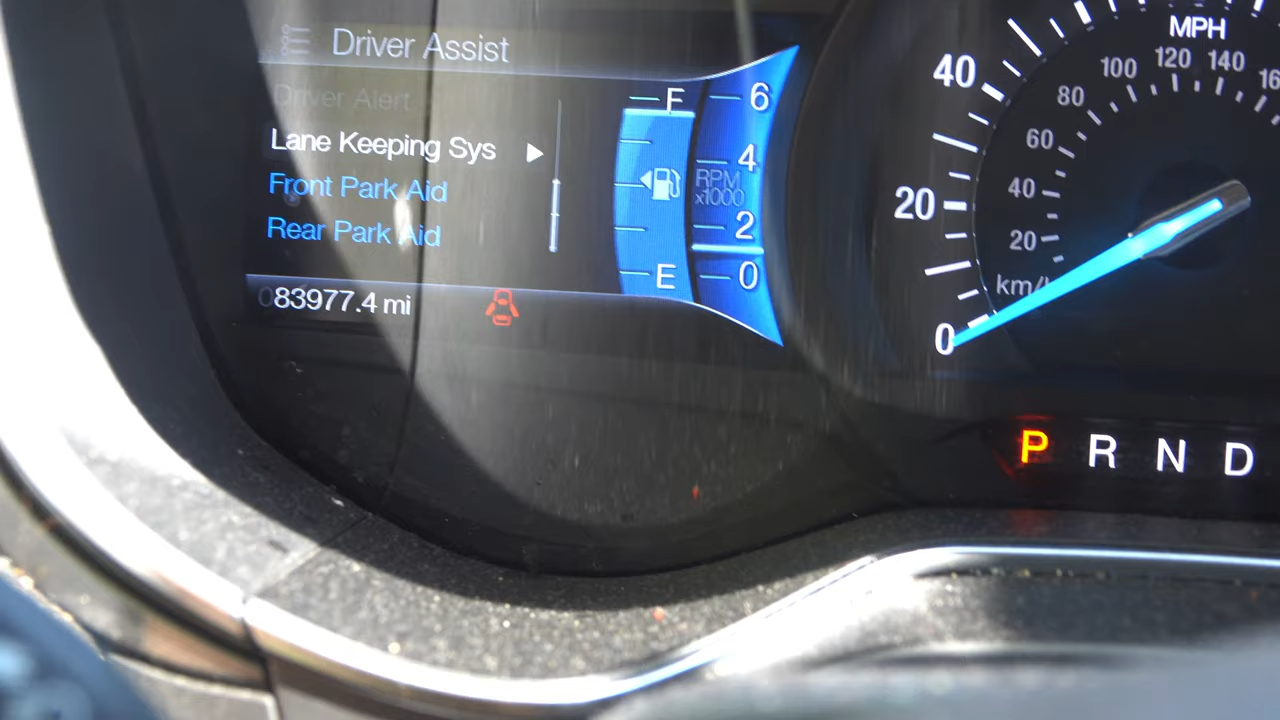 Driver Assist
Driver Alert
Lane Keeping Sys
Front Park Aid
Rear Park Aid
083977.4 mi
F
E
6
4
RPM
x1000
2
0
MPH
40
20
0
120
140
100
80
60
40
20
km/
P R N D